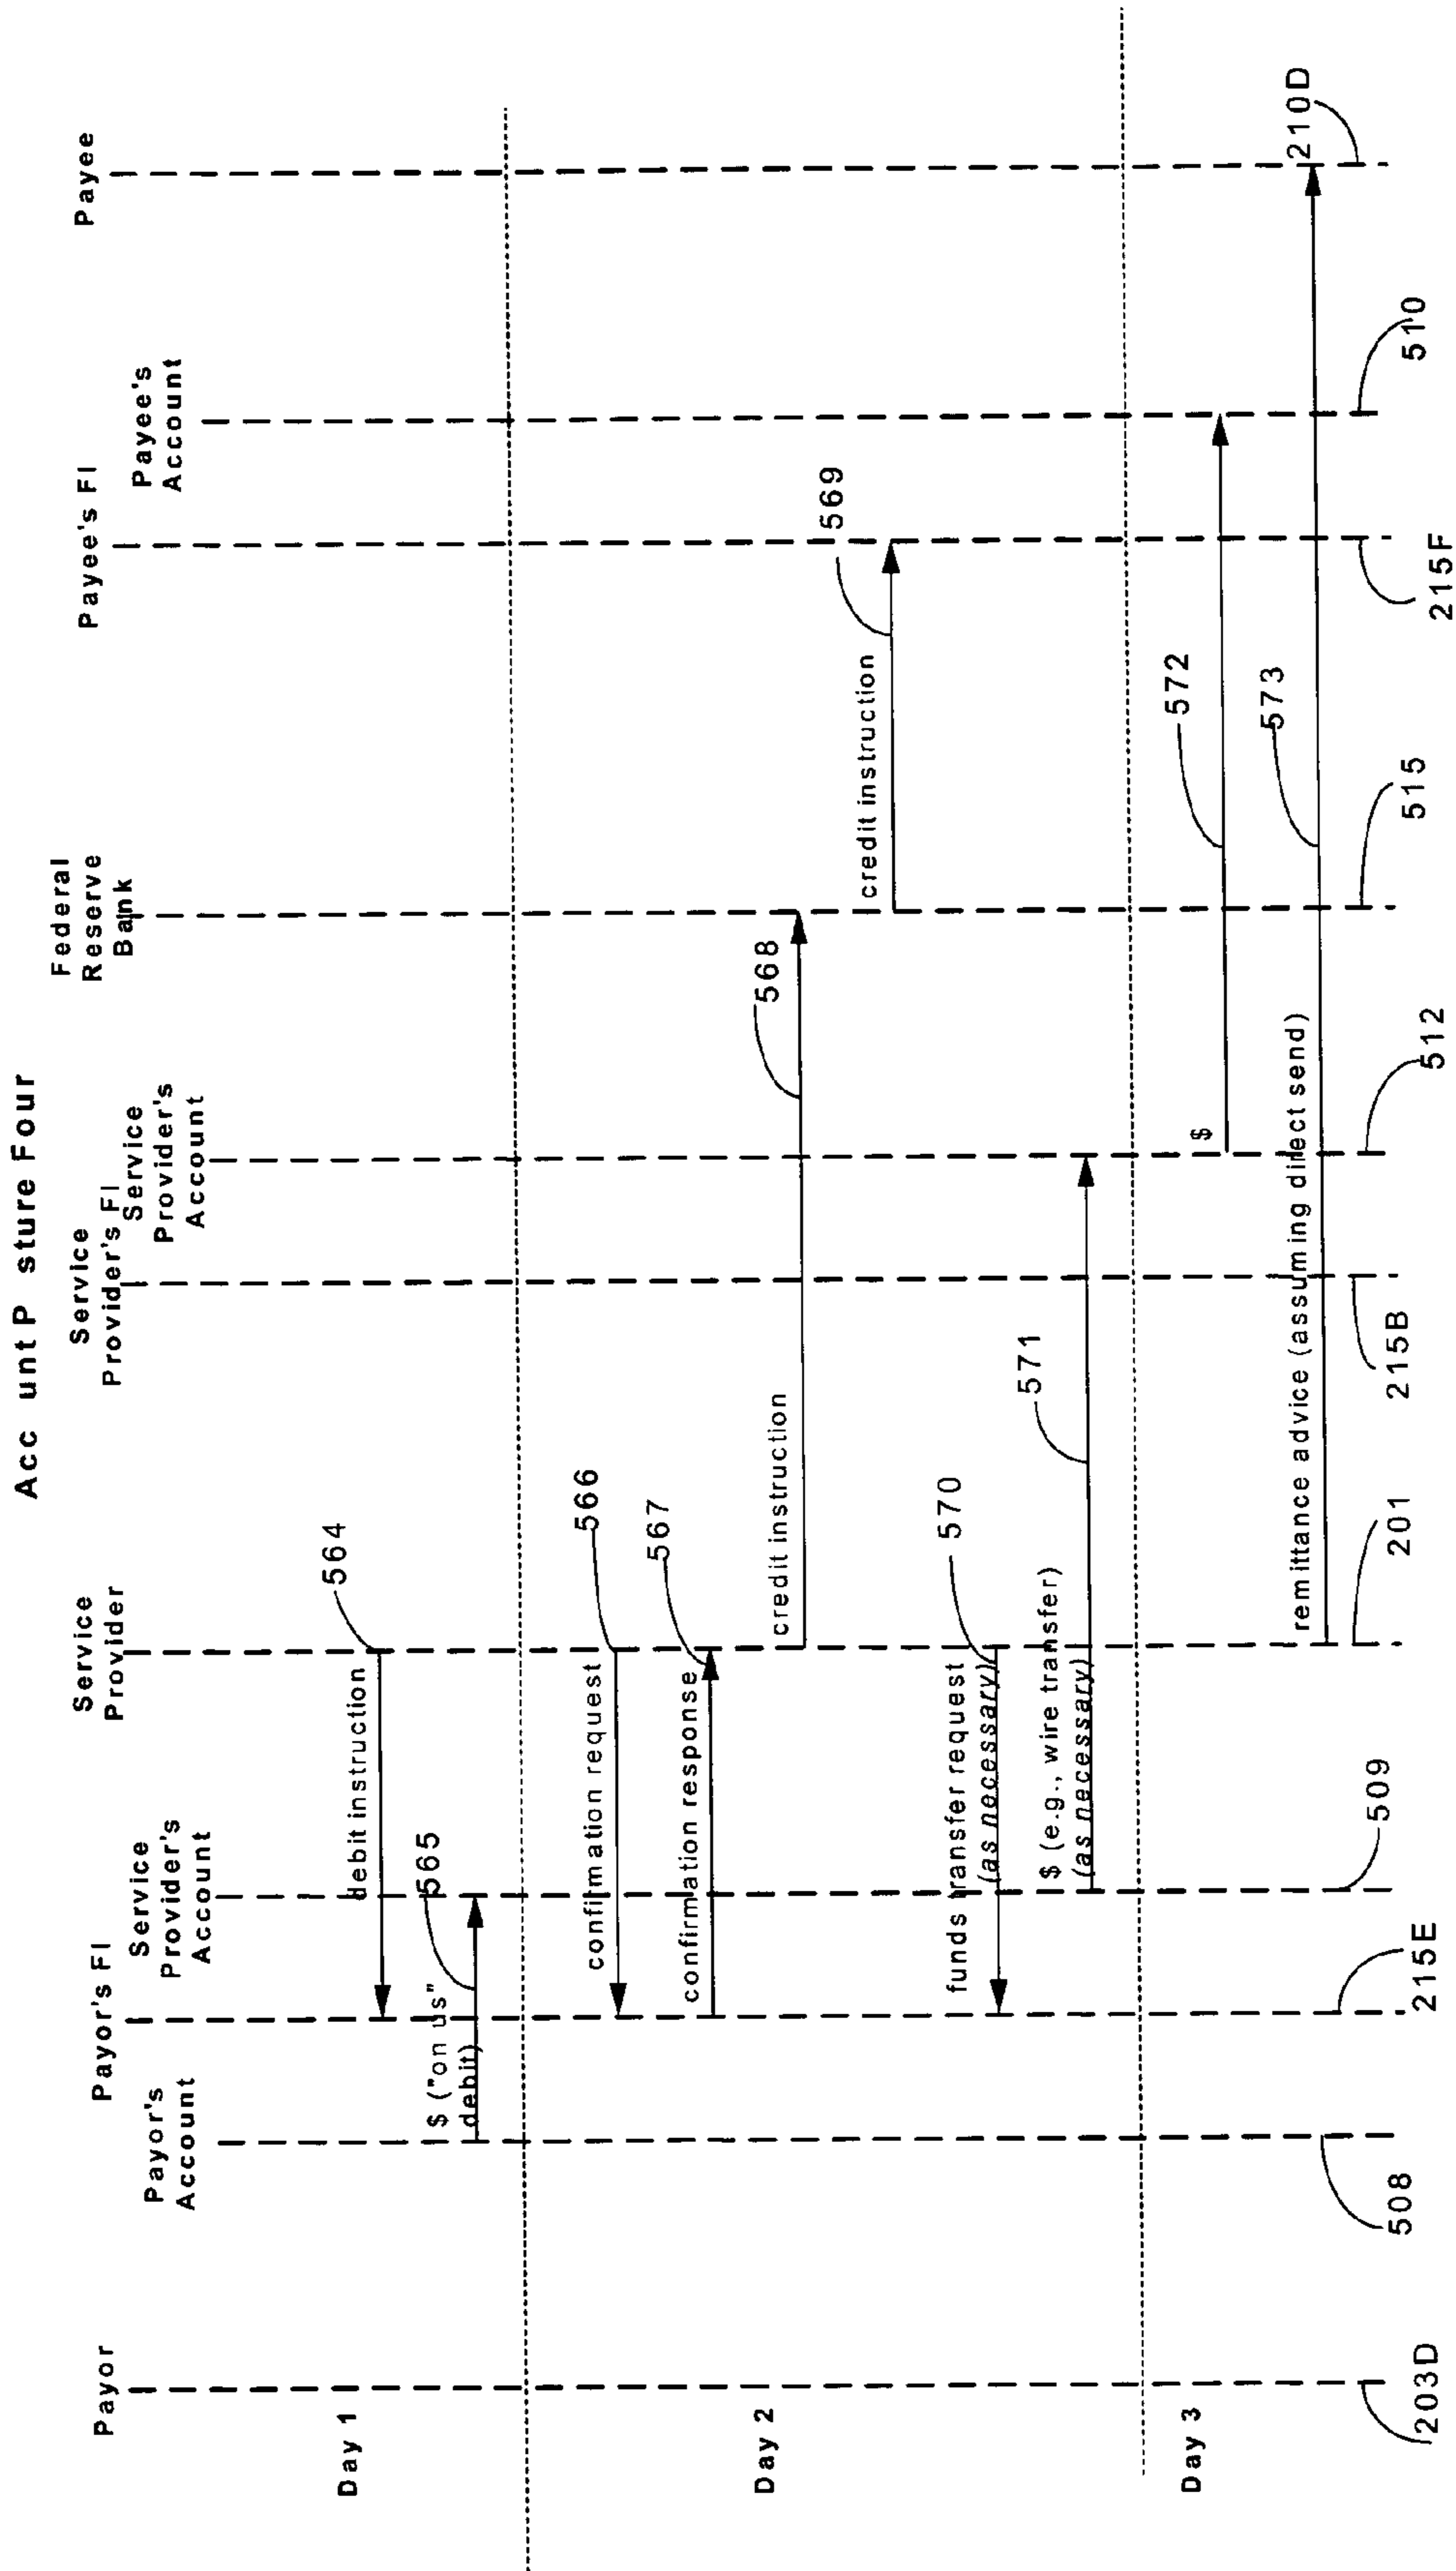 Acc unt P sture Four
Payor
Payor's
Account
Payor's FI
Service
Provider's
Account
Service
Provider
Service
Provider's FI
Service
Provider's
Account
Federal
Reserve
Bank
Payee's FI
Payee's
Account
Payee
Day 1
debit instruction
564
$ ("on us"
debit)
565
Day 2
confirmation request
566
confirmation response
567
credit instruction
568
credit instruction
569
funds transfer request
(as necessary)
570
$ (e.g., wire transfer)
(as necessary)
571
Day 3
$
572
remittance advice (assuming direct send)
573
203D
508
215E
509
201
215B
512
515
215F
510
210D